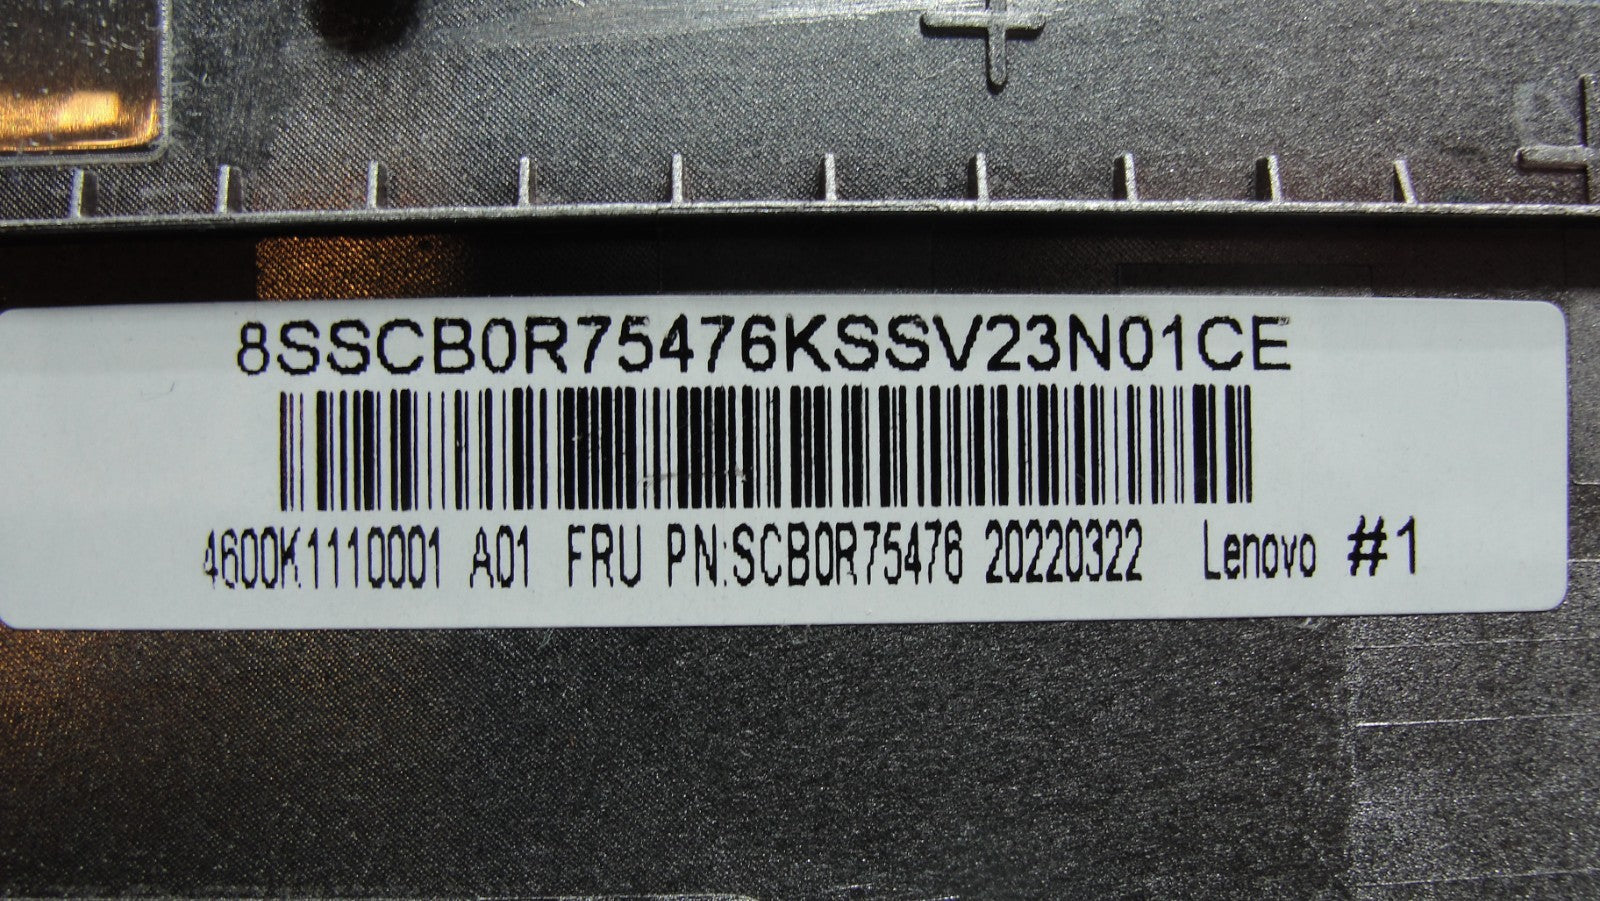 8SSCB0R75476KSSV23N01CE
4600K1110001 A01 FRU PN:SCB0R75476 20220322 Lenovo #1